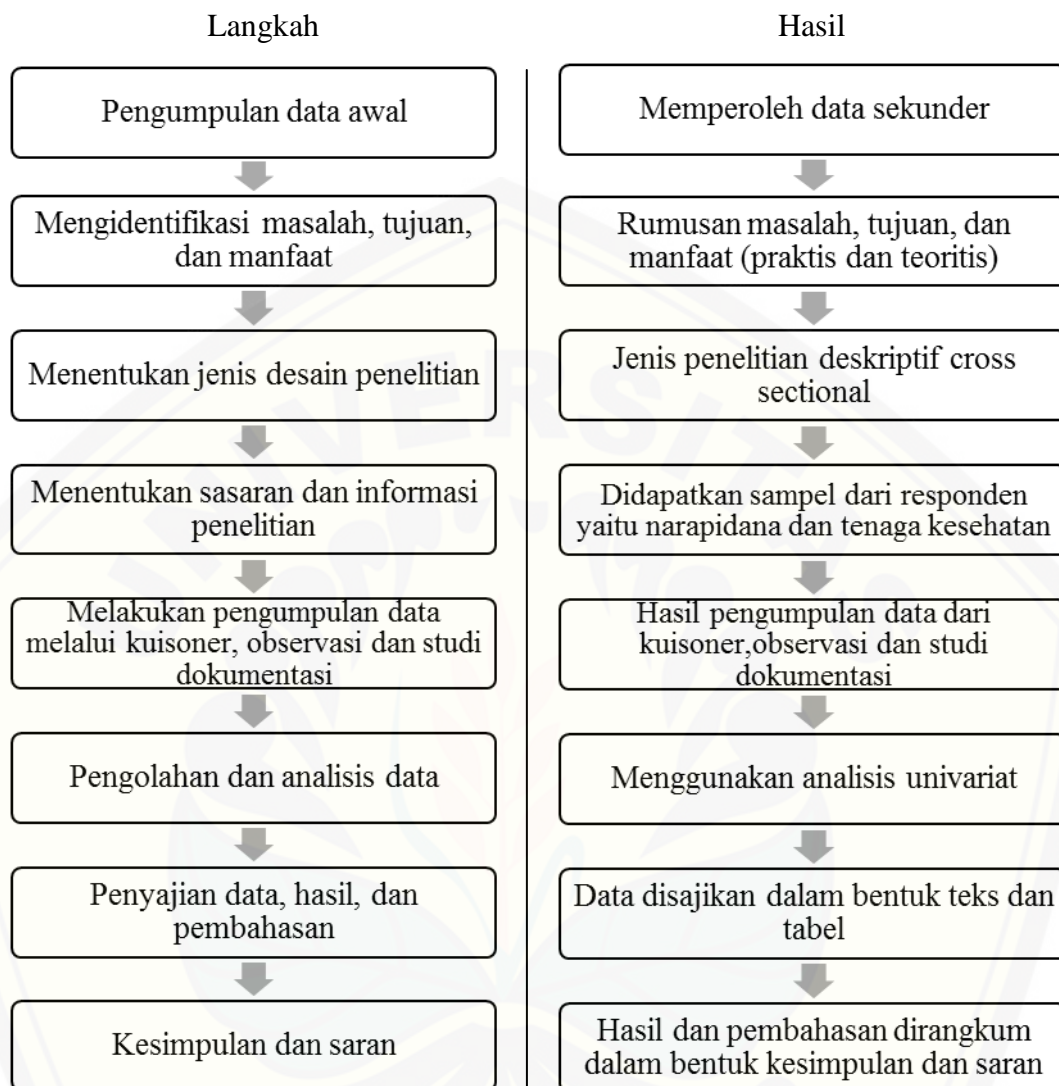 Langkah
Hasil
Pengumpulan data awal
Memperoleh data sekunder
Mengidentifikasi masalah, tujuan,
dan manfaat
Rumusan masalah, tujuan, dan
manfaat (praktis dan teoritis)
Menentukan jenis desain penelitian
Jenis penelitian deskriptif cross
sectional
Menentukan sasaran dan informasi
penelitian
Didapatkan sampel dari responden
yaitu narapidana dan tenaga kesehatan
Melakukan pengumpulan data
melalui kuisoner, observasi dan studi
dokumentasi
Hasil pengumpulan data dari
kuisoner,observasi dan studi
dokumentasi
Pengolahan dan analisis data
Menggunakan analisis univariat
Penyajian data, hasil, dan
pembahasan
Data disajikan dalam bentuk teks dan
tabel
Kesimpulan dan saran
Hasil dan pembahasan dirangkum
dalam bentuk kesimpulan dan saran
UNIVERSITAS